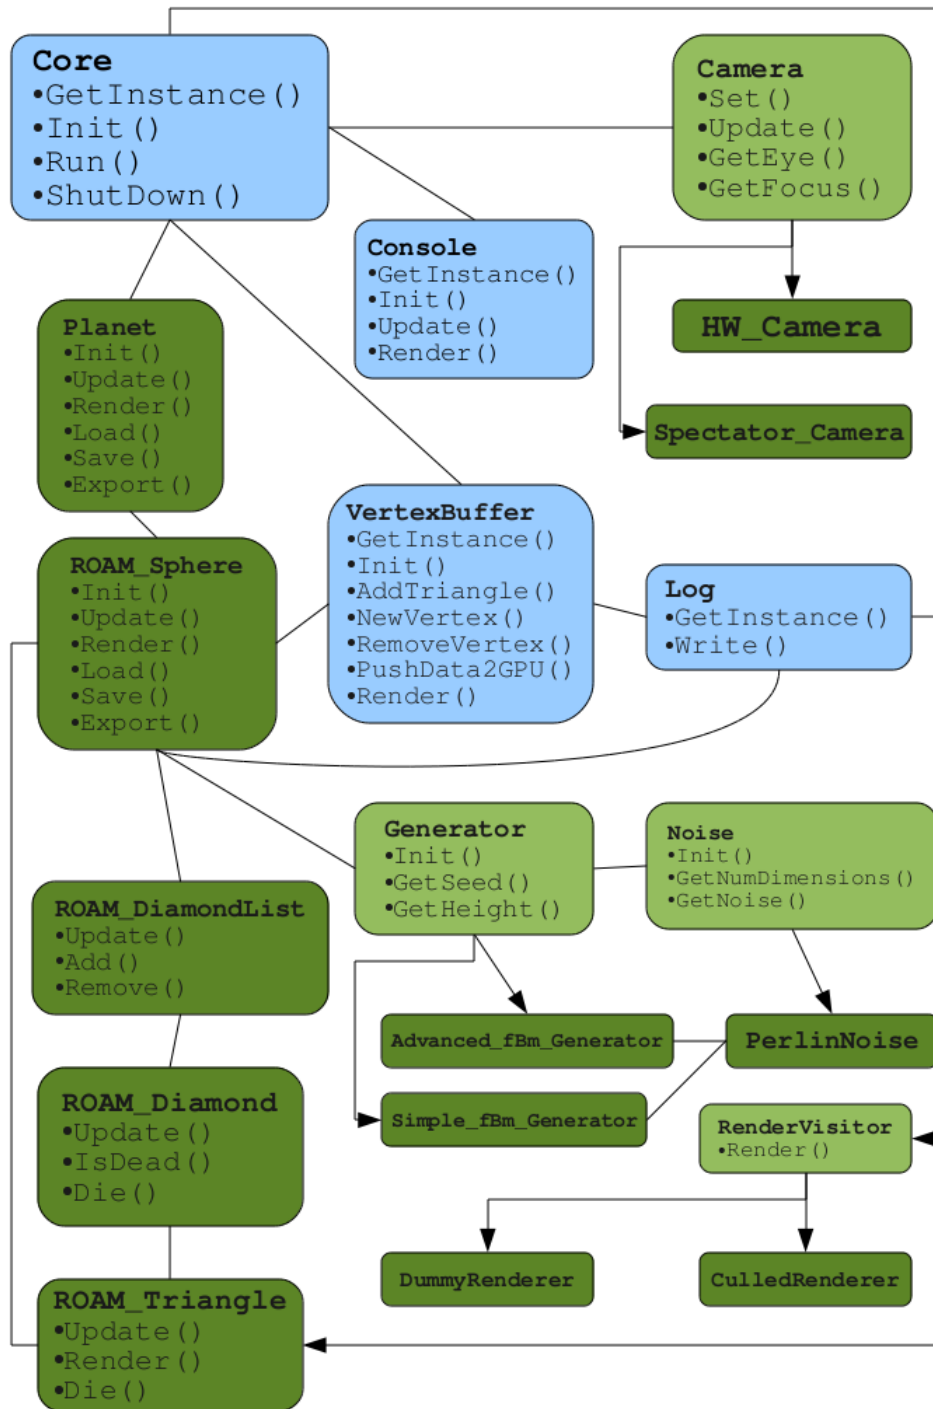 Core
•GetInstance()
•Init()
•Run()
•ShutDown()
Camera
•Set()
•Update()
•GetEye()
•GetFocus()
Console
•GetInstance()
•Init()
•Update()
•Render()
HW_Camera
Spectator_Camera
Planet
•Init()
•Update()
•Render()
•Load()
•Save()
•Export()
VertexBuffer
•GetInstance()
•Init()
•AddTriangle()
•NewVertex()
•RemoveVertex()
•PushData2GPU()
•Render()
ROAM_Sphere
•Init()
•Update()
•Render()
•Load()
•Save()
•Export()
Log
•GetInstance()
•Write()
Generator
•Init()
•GetSeed()
•GetHeight()
Noise
•Init()
•GetNumDimensions()
•GetNoise()
ROAM_DiamondList
•Update()
•Add()
•Remove()
Advanced_fBm_Generator
PerlinNoise
Simple_fBm_Generator
ROAM_Diamond
•Update()
•IsDead()
•Die()
RenderVisitor
•Render()
DummyRenderer
CulledRenderer
ROAM_Triangle
•Update()
•Render()
•Die()